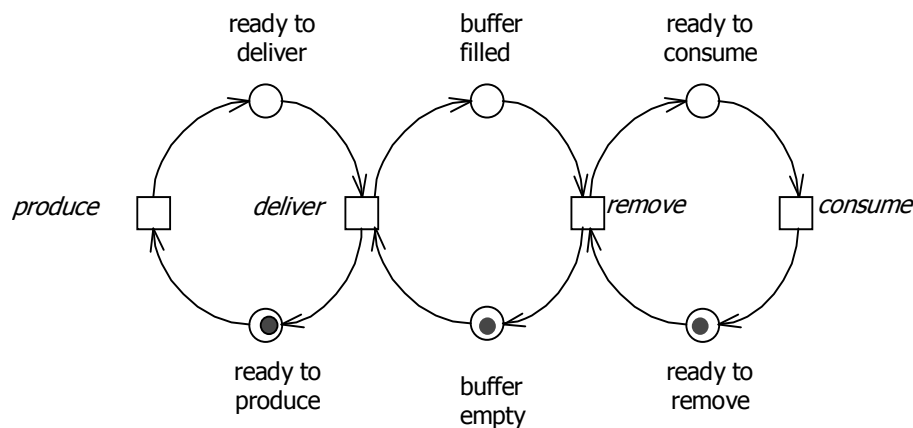 ready to
deliver
buffer
filled
ready to
consume
produce
deliver
remove
consume
ready to
produce
buffer
empty
ready to
remove